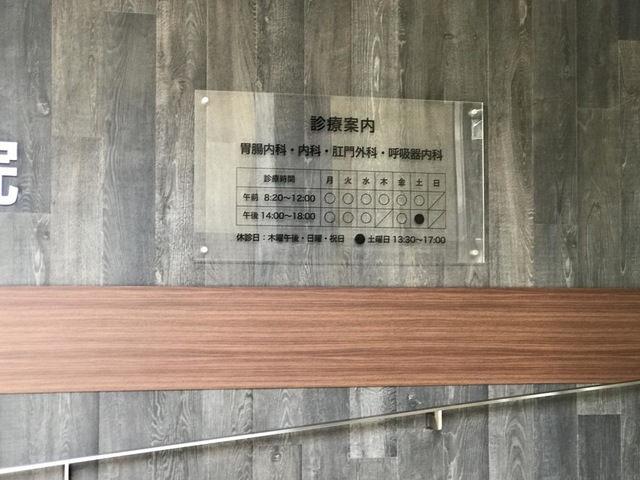 院
診療案内
胃腸内科・内科・肛門外科・呼吸器内科
診療時間 月 火 水 木 金 土 日
午前 8:20〜12:00 ○ ○ ○ ○ ○ ○ ／
午後 14:00〜18:00 ○ ○ ○ ／ ○ ● ／
休診日：木曜午後・日曜・祝日 ●土曜日 13:30〜17:00